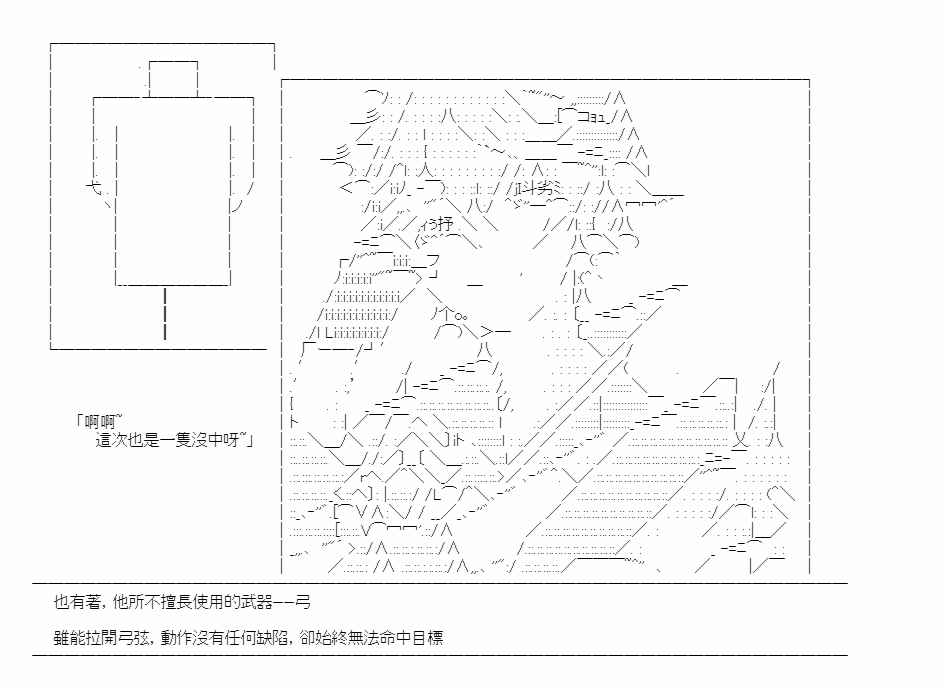 「啊啊~
這次也是一隻沒中呀~」
也有著，他所不擅長使用的武器——弓
雖能拉開弓弦，動作沒有任何缺陷，卻始終無法命中目標